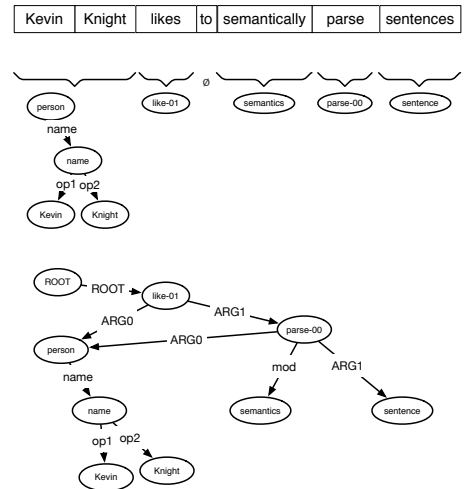 Kevin Knight likes to semantically parse sentences
∅
person like-01 semantics parse-00 sentence
name
name
op1 op2
Kevin Knight
ROOT
ROOT
like-01
ARG0 ARG1
parse-00
ARG0
person
name mod ARG1
name semantics sentence
op1 op2
Kevin Knight